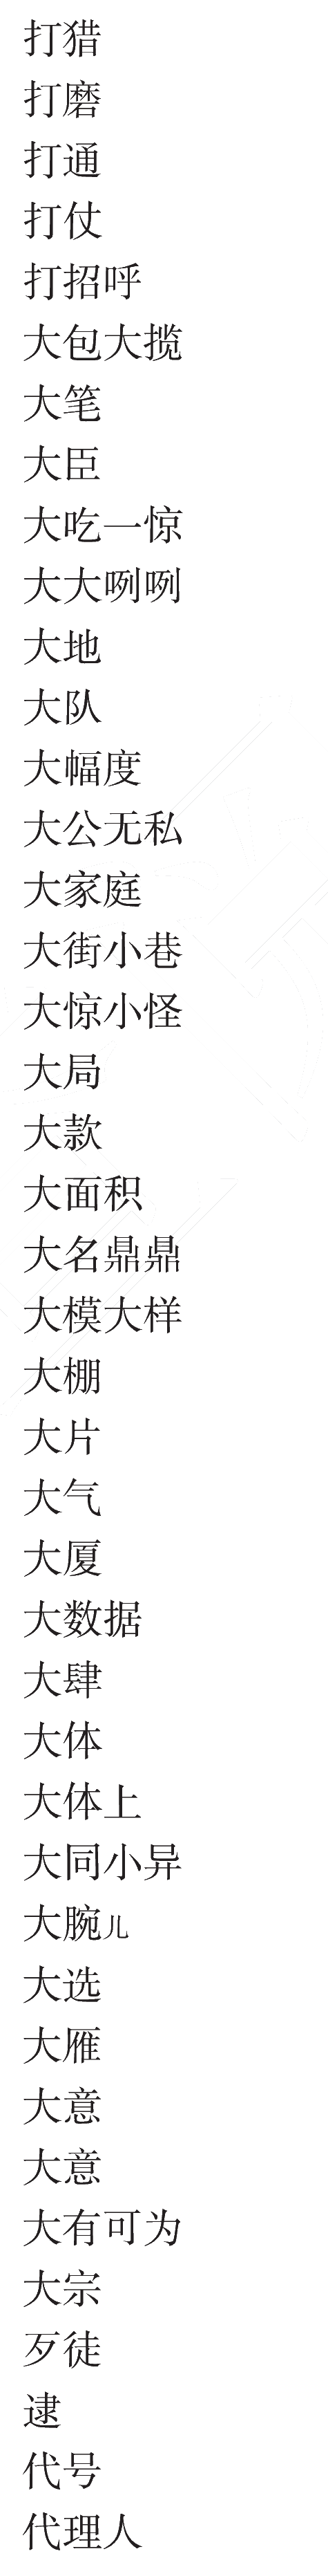 打猎
打磨
打通
打仗
打招呼
大包大揽
大笔
大臣
大吃一惊
大大咧咧
大地
大队
大幅度
大公无私
大家庭
大街小巷
大惊小怪
大局
大款
大面积
大名鼎鼎
大模大样
大棚
大片
大气
大厦
大数据
大肆
大体
大体上
大同小异
大腕儿
大选
大雁
大意
大意
大有可为
大宗
歹徒
逮
代号
代理人